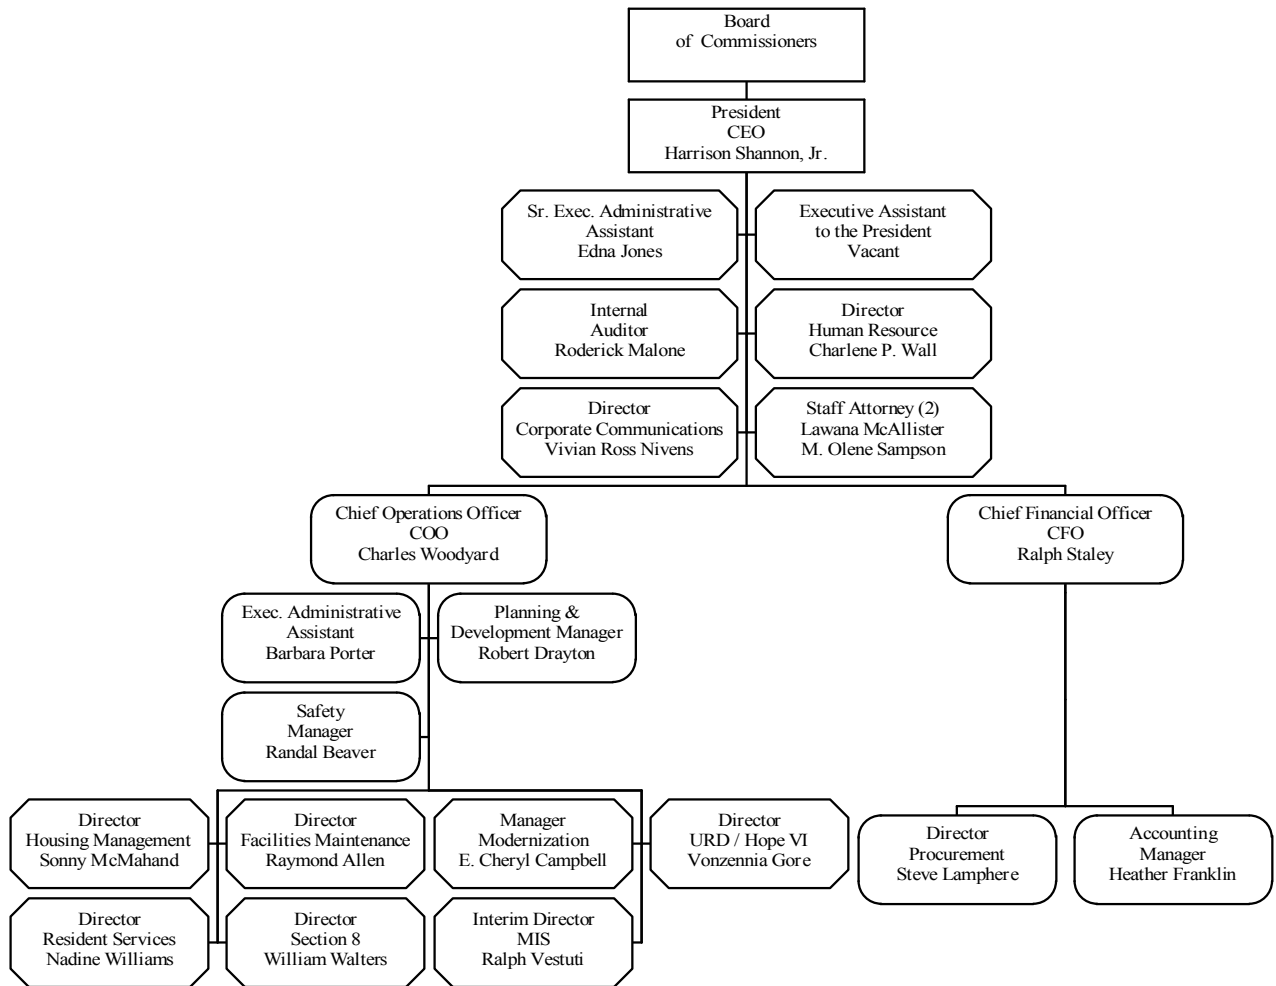 Board
of Commissioners
President
CEO
Harrison Shannon, Jr.
Sr. Exec. Administrative
Assistant
Edna Jones
Executive Assistant
to the President
Vacant
Internal
Auditor
Roderick Malone
Director
Human Resource
Charlene P. Wall
Director
Corporate Communications
Vivian Ross Nivens
Staff Attorney (2)
Lawana McAllister
M. Olene Sampson
Chief Operations Officer
COO
Charles Woodyard
Chief Financial Officer
CFO
Ralph Staley
Exec. Administrative
Assistant
Barbara Porter
Planning &
Development Manager
Robert Drayton
Safety
Manager
Randal Beaver
Director
Housing Management
Sonny McMahand
Director
Facilities Maintenance
Raymond Allen
Manager
Modernization
E. Cheryl Campbell
Director
URD / Hope VI
Vonzennia Gore
Director
Procurement
Steve Lamphere
Accounting
Manager
Heather Franklin
Director
Resident Services
Nadine Williams
Director
Section 8
William Walters
Interim Director
MIS
Ralph Vestuti